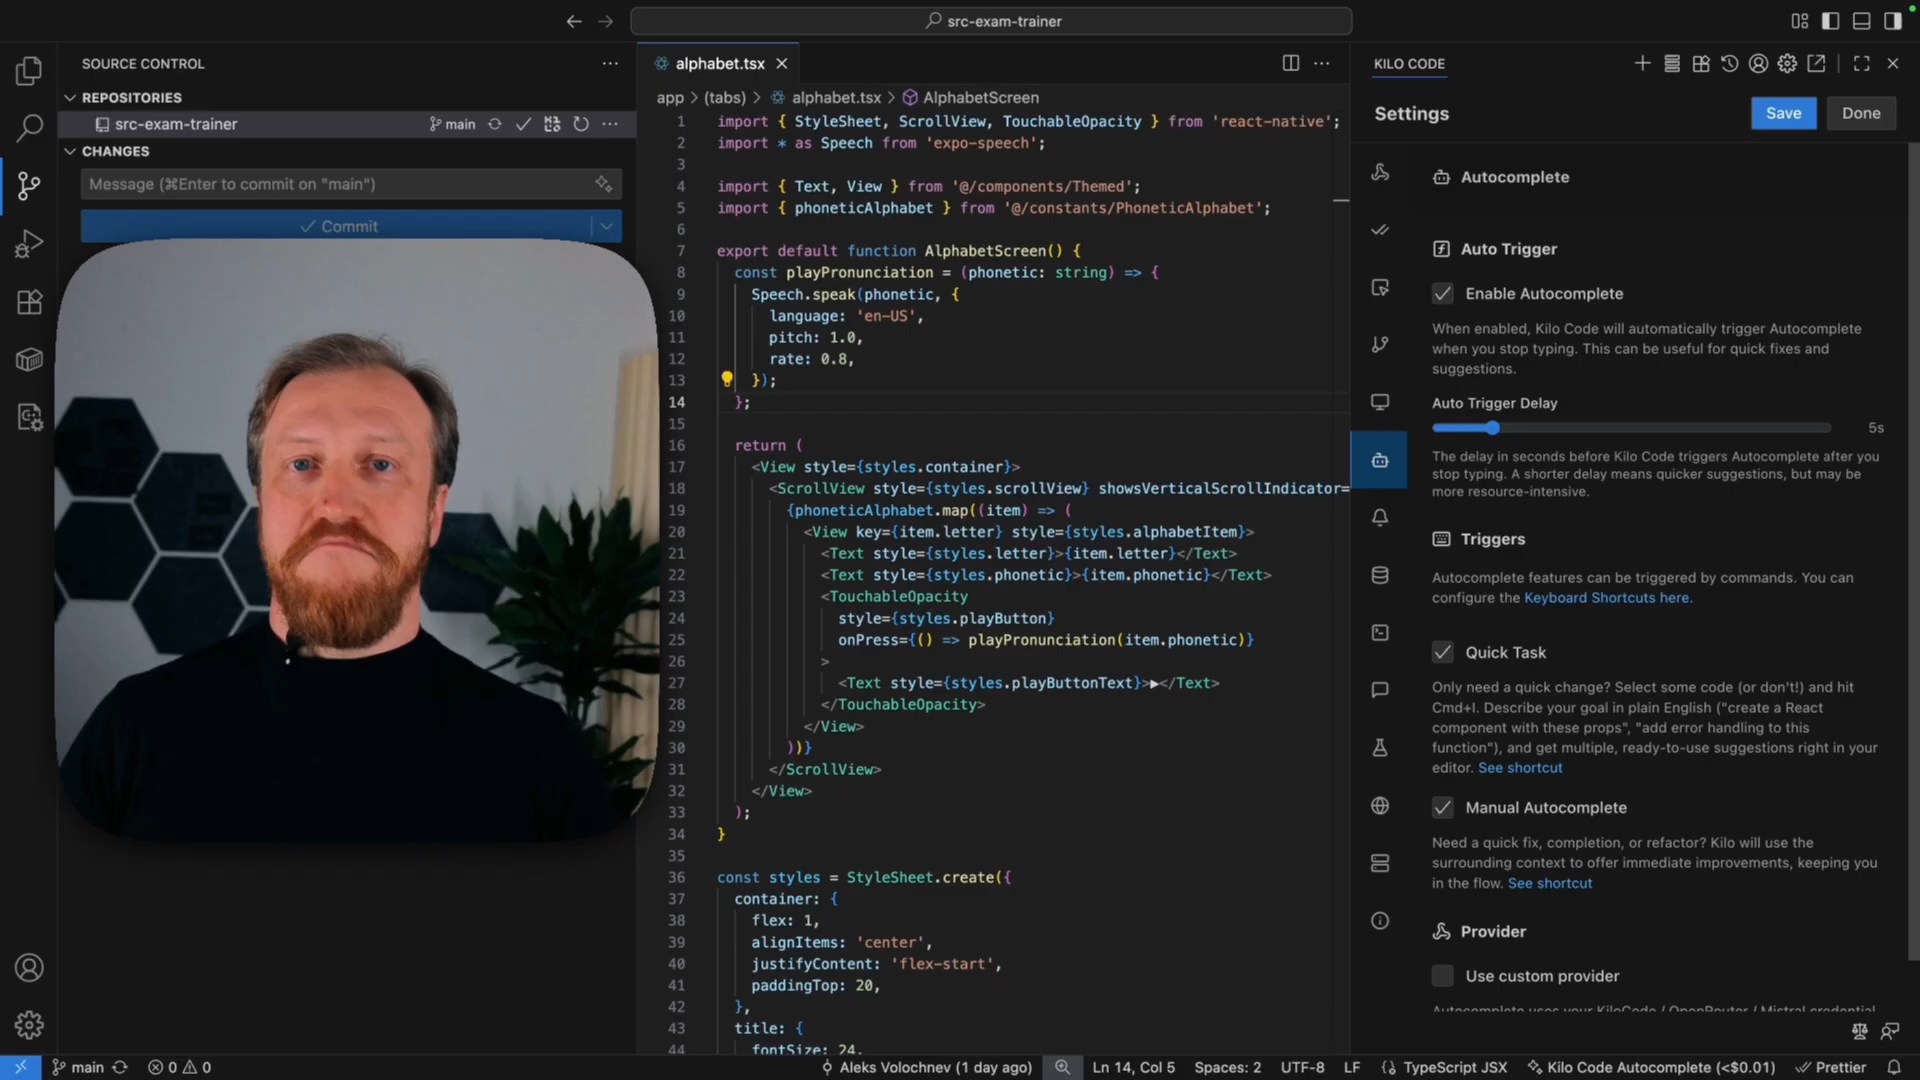 src-exam-trainer
SOURCE CONTROL
REPOSITORIES
src-exam-trainer
main
CHANGES
Message (⌘Enter to commit on "main")
Commit
alphabet.tsx
app > (tabs) > alphabet.tsx > AlphabetScreen
1 import { StyleSheet, ScrollView, TouchableOpacity } from 'react-native';
2 import * as Speech from 'expo-speech';
3
4 import { Text, View } from '@/components/Themed';
5 import { phoneticAlphabet } from '@/constants/PhoneticAlphabet';
6
7 export default function AlphabetScreen() {
8 const playPronunciation = (phonetic: string) => {
9 Speech.speak(phonetic, {
10 language: 'en-US',
11 pitch: 1.0,
12 rate: 0.8,
13 });
14 };
15
16 return (
17 <View style={styles.container}>
18 <ScrollView style={styles.scrollView} showsVerticalScrollIndicator=
19 {phoneticAlphabet.map((item) => (
20 <View key={item.letter} style={styles.alphabetItem}>
21 <Text style={styles.letter}>{item.letter}</Text>
22 <Text style={styles.phonetic}>{item.phonetic}</Text>
23 <TouchableOpacity
24 style={styles.playButton}
25 onPress={() => playPronunciation(item.phonetic)}
26 >
27 <Text style={styles.playButtonText}>▶</Text>
28 </TouchableOpacity>
29 </View>
30 ))}
31 </ScrollView>
32 </View>
33 );
34 }
35
36 const styles = StyleSheet.create({
37 container: {
38 flex: 1,
39 alignItems: 'center',
40 justifyContent: 'flex-start',
41 paddingTop: 20,
42 },
43 title: {
44 fontSize: 24,
KILO CODE
Settings
Save
Done
Autocomplete
Auto Trigger
Enable Autocomplete
When enabled, Kilo Code will automatically trigger Autocomplete
when you stop typing. This can be useful for quick fixes and
suggestions.
Auto Trigger Delay
5s
The delay in seconds before Kilo Code triggers Autocomplete after you
stop typing. A shorter delay means quicker suggestions, but may be
more resource-intensive.
Triggers
Autocomplete features can be triggered by commands. You can
configure the Keyboard Shortcuts here.
Quick Task
Only need a quick change? Select some code (or don't!) and hit
Cmd+I. Describe your goal in plain English ("create a React
component with these props", "add error handling to this
function"), and get multiple, ready-to-use suggestions right in your
editor. See shortcut
Manual Autocomplete
Need a quick fix, completion, or refactor? Kilo will use the
surrounding context to offer immediate improvements, keeping you
in the flow. See shortcut
Provider
Use custom provider
Autocomplete uses your KiloCode / OpenRouter / Mistral credential
main
0 0
Aleks Volochnev (1 day ago)
Ln 14, Col 5
Spaces: 2
UTF-8
LF
TypeScript JSX
Kilo Code Autocomplete (<$0.01)
Prettier